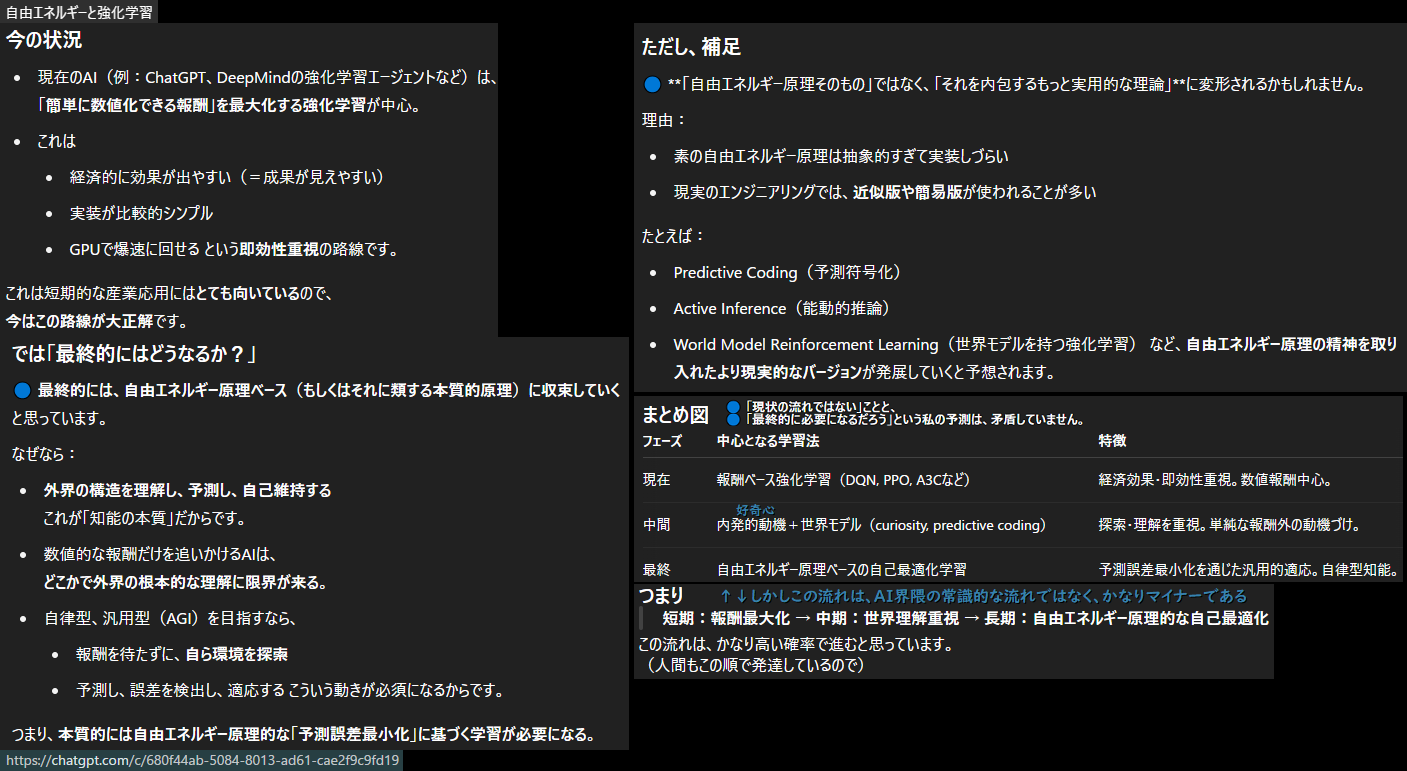 自由エネルギーと強化学習
今の状況
• 現在のAI（例：ChatGPT、DeepMindの強化学習エージェントなど）は、
「簡単に数値化できる報酬」を最大化する強化学習が中心。
• これは
• 経済的に効果が出やすい（＝成果が見えやすい）
• 実装が比較的シンプル
• GPUで爆速に回せる という即効性重視の路線です。
これは短期的な産業応用にはとても向いているので、
今はこの路線が大正解です。
では「最終的にはどうなるか？」
🔵 最終的には、自由エネルギー原理ベース（もしくはそれに類する本質的原理）に収束していく
と思っています。
なぜなら：
• 外界の構造を理解し、予測し、自己維持する
これが「知能の本質」だからです。
• 数値的な報酬だけを追いかけるAIは、
どこかで外界の根本的な理解に限界が来る。
• 自律型、汎用型（AGI）を目指すなら、
• 報酬を待たずに、自ら環境を探索
• 予測し、誤差を検出し、適応する こういう動きが必須になるからです。
つまり、本質的には自由エネルギー原理的な「予測誤差最小化」に基づく学習が必要になる。
https://chatgpt.com/c/680f44ab-5084-8013-ad61-cae2f9c9fd19
ただし、補足
🔵 **「自由エネルギー原理そのもの」ではなく、「それを内包するもっと実用的な理論」**に変形されるかもしれません。
理由：
• 素の自由エネルギー原理は抽象的すぎて実装しづらい
• 現実のエンジニアリングでは、近似版や簡易版が使われることが多い
たとえば：
• Predictive Coding（予測符号化）
• Active Inference（能動的推論）
• World Model Reinforcement Learning（世界モデルを持つ強化学習） など、自由エネルギー原理の精神を取り
入れたより現実的なバージョンが発展していくと予想されます。
まとめ図
🔵 「現状の流れではない」ことと、
🔵 「最終的に必要になるだろう」という私の予測は、矛盾していません。
フェーズ 中心となる学習法 特徴
現在 報酬ベース強化学習（DQN, PPO, A3Cなど） 経済効果・即効性重視。数値報酬中心。
好奇心
中間 内発的動機＋世界モデル（curiosity, predictive coding） 探索・理解を重視。単純な報酬外の動機づけ。
最終 自由エネルギー原理ベースの自己最適化学習 予測誤差最小化を通じた汎用的適応。自律型知能。
つまり ↑↓しかしこの流れは、AI界隈の常識的な流れではなく、かなりマイナーである
短期：報酬最大化 → 中期：世界理解重視 → 長期：自由エネルギー原理的な自己最適化
この流れは、かなり高い確率で進むと思っています。
（人間もこの順で発達しているので）